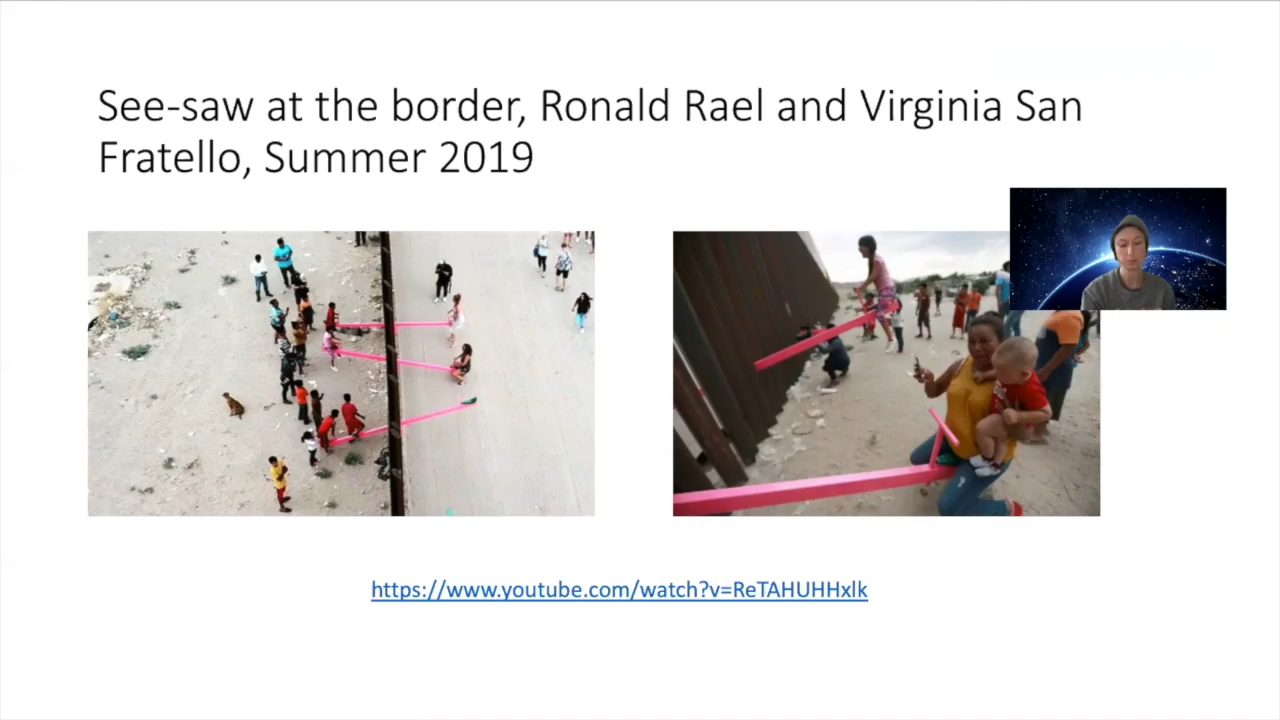 See-saw at the border, Ronald Rael and Virginia San
Fratello, Summer 2019
https://www.youtube.com/watch?v=ReTAHUHHxlk